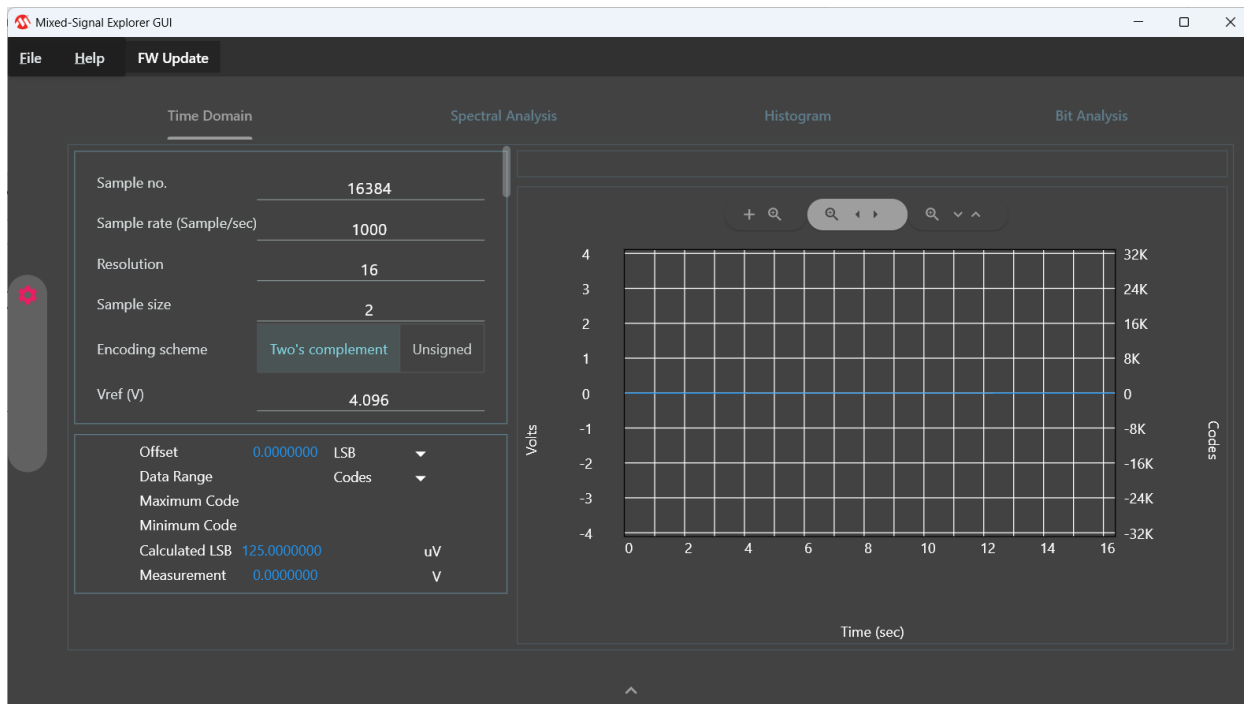 Mixed-Signal Explorer GUI
File Help FW Update
Time Domain Spectral Analysis Histogram Bit Analysis
Sample no. 16384
Sample rate (Sample/sec) 1000
Resolution 16
Sample size 2
Encoding scheme Two's complement Unsigned
Vref (V) 4.096
Offset 0.0000000 LSB
Data Range Codes
Maximum Code
Minimum Code
Calculated LSB 125.0000000 uV
Measurement 0.0000000 V
Volts
4 32K
3 24K
2 16K
1 8K
0 0
-1 -8K
-2 -16K
-3 -24K
-4 -32K
Codes
0 2 4 6 8 10 12 14 16
Time (sec)